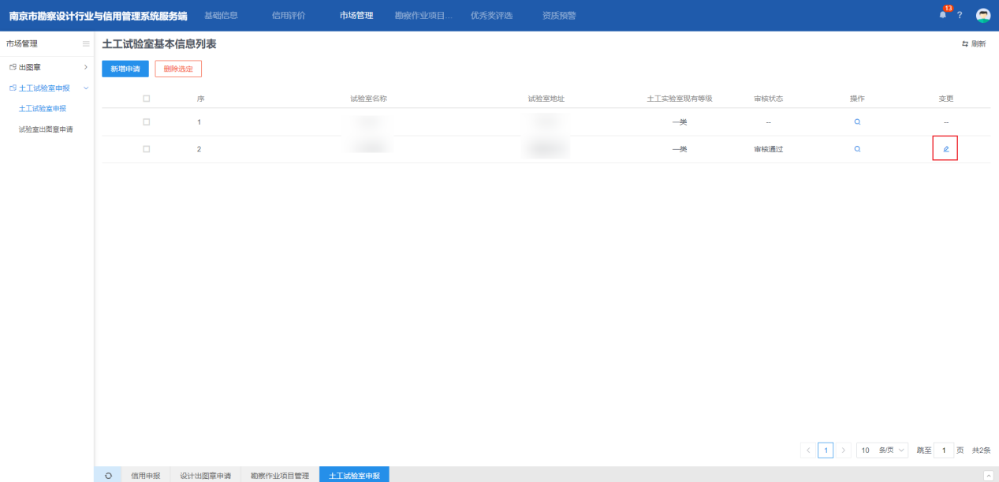 南京市勘察设计行业与信用管理系统服务端 基础信息 信用评价 市场管理 勘察作业项目... 优秀奖评选 资质预警 13 ?
市场管理 土工试验室基本信息列表 刷新
出图章 新增申请 删除选定
土工试验室申报
序 试验室名称 试验室地址 土工实验室现有等级 审核状态 操作 变更
土工试验室申报
1 一类 -- --
试验室出图章申请
2 一类 审核通过
1 10 条/页 跳至 1 页 共2条
信用申报 设计出图章申请 勘察作业项目管理 土工试验室申报